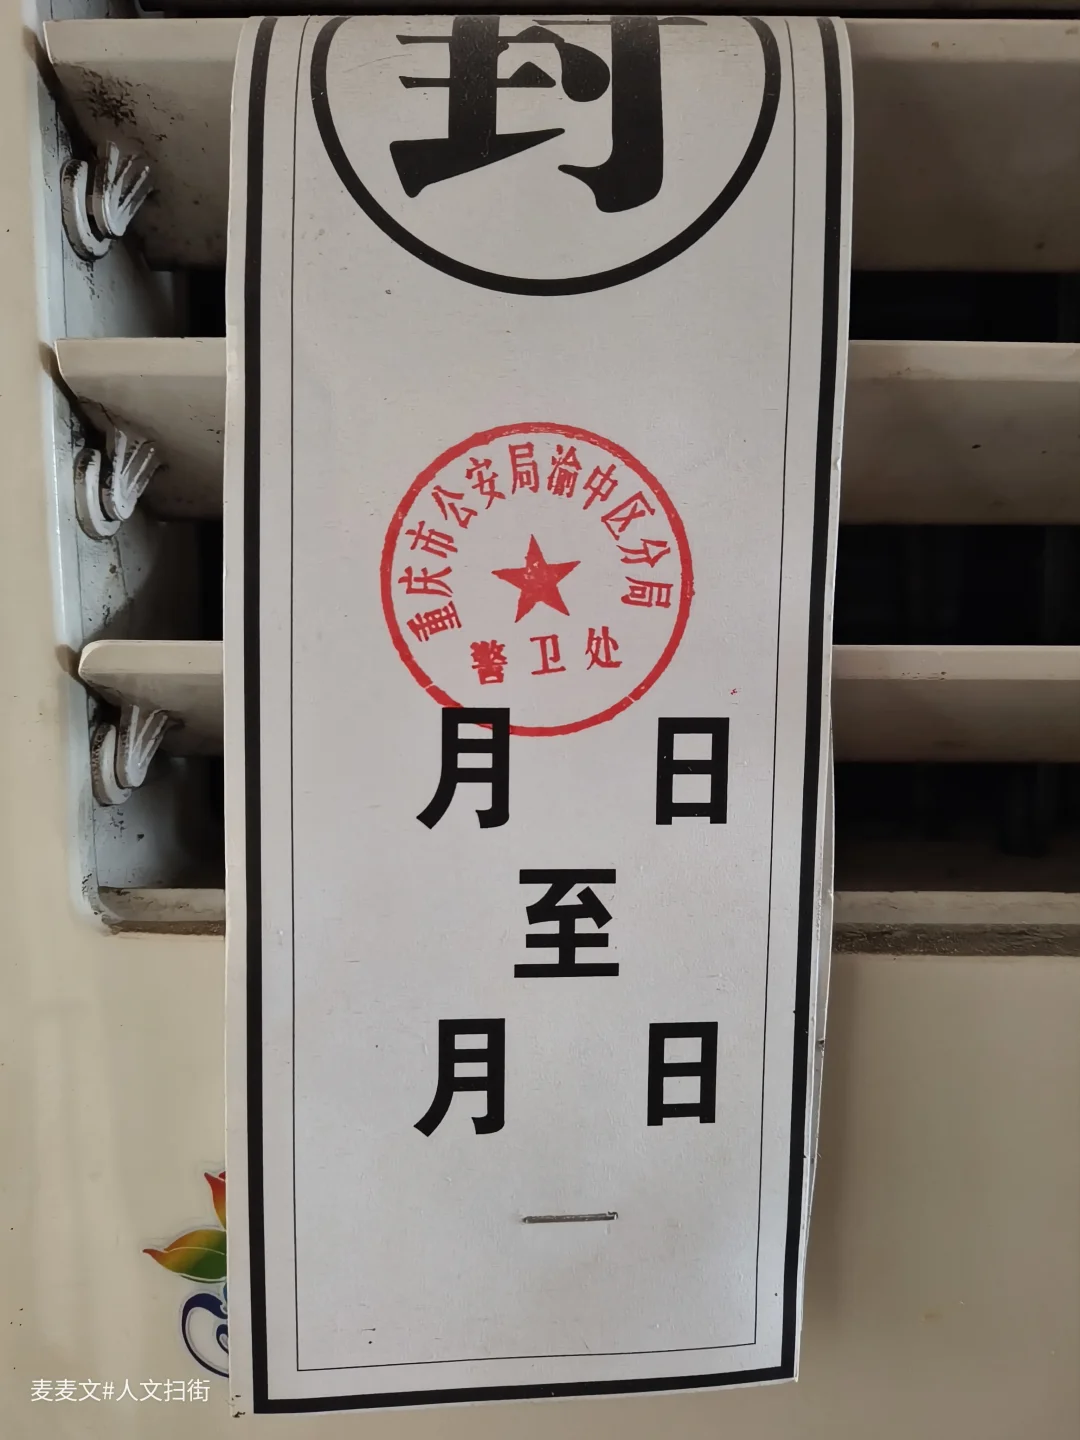 封
重庆市公安局渝中区分局
警卫处
月 日
至
月 日
麦麦文#人文扫街